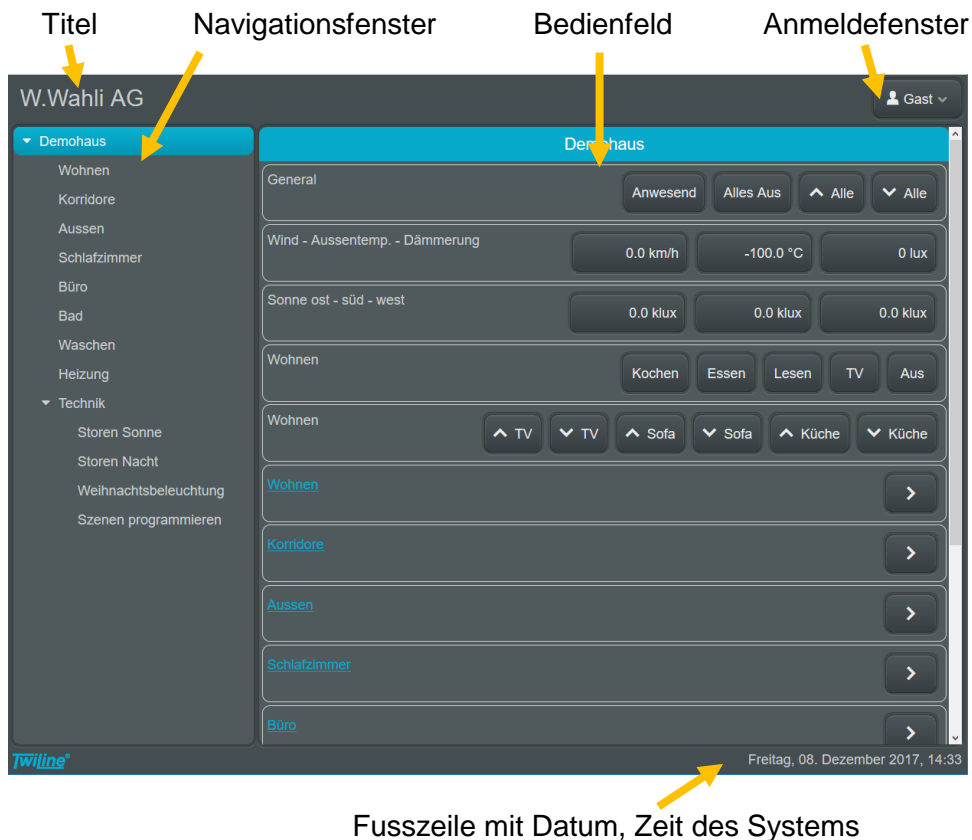 Titel Navigationsfenster Bedienfeld Anmeldefenster
W.Wahli AG
Gast
Demohaus
Wohnen
Korridore
Aussen
Schlafzimmer
Büro
Bad
Waschen
Heizung
Technik
Storen Sonne
Storen Nacht
Weihnachtsbeleuchtung
Szenen programmieren
Demohaus
General Anwesend Alles Aus Alle Alle
Wind - Aussentemp. - Dämmerung 0.0 km/h -100.0 °C 0 lux
Sonne ost - süd - west 0.0 klux 0.0 klux 0.0 klux
Wohnen Kochen Essen Lesen TV Aus
Wohnen TV TV Sofa Sofa Küche Küche
Wohnen
Korridore
Aussen
Schlafzimmer
Büro
Twiline® Freitag, 08. Dezember 2017, 14:33
Fusszeile mit Datum, Zeit des Systems